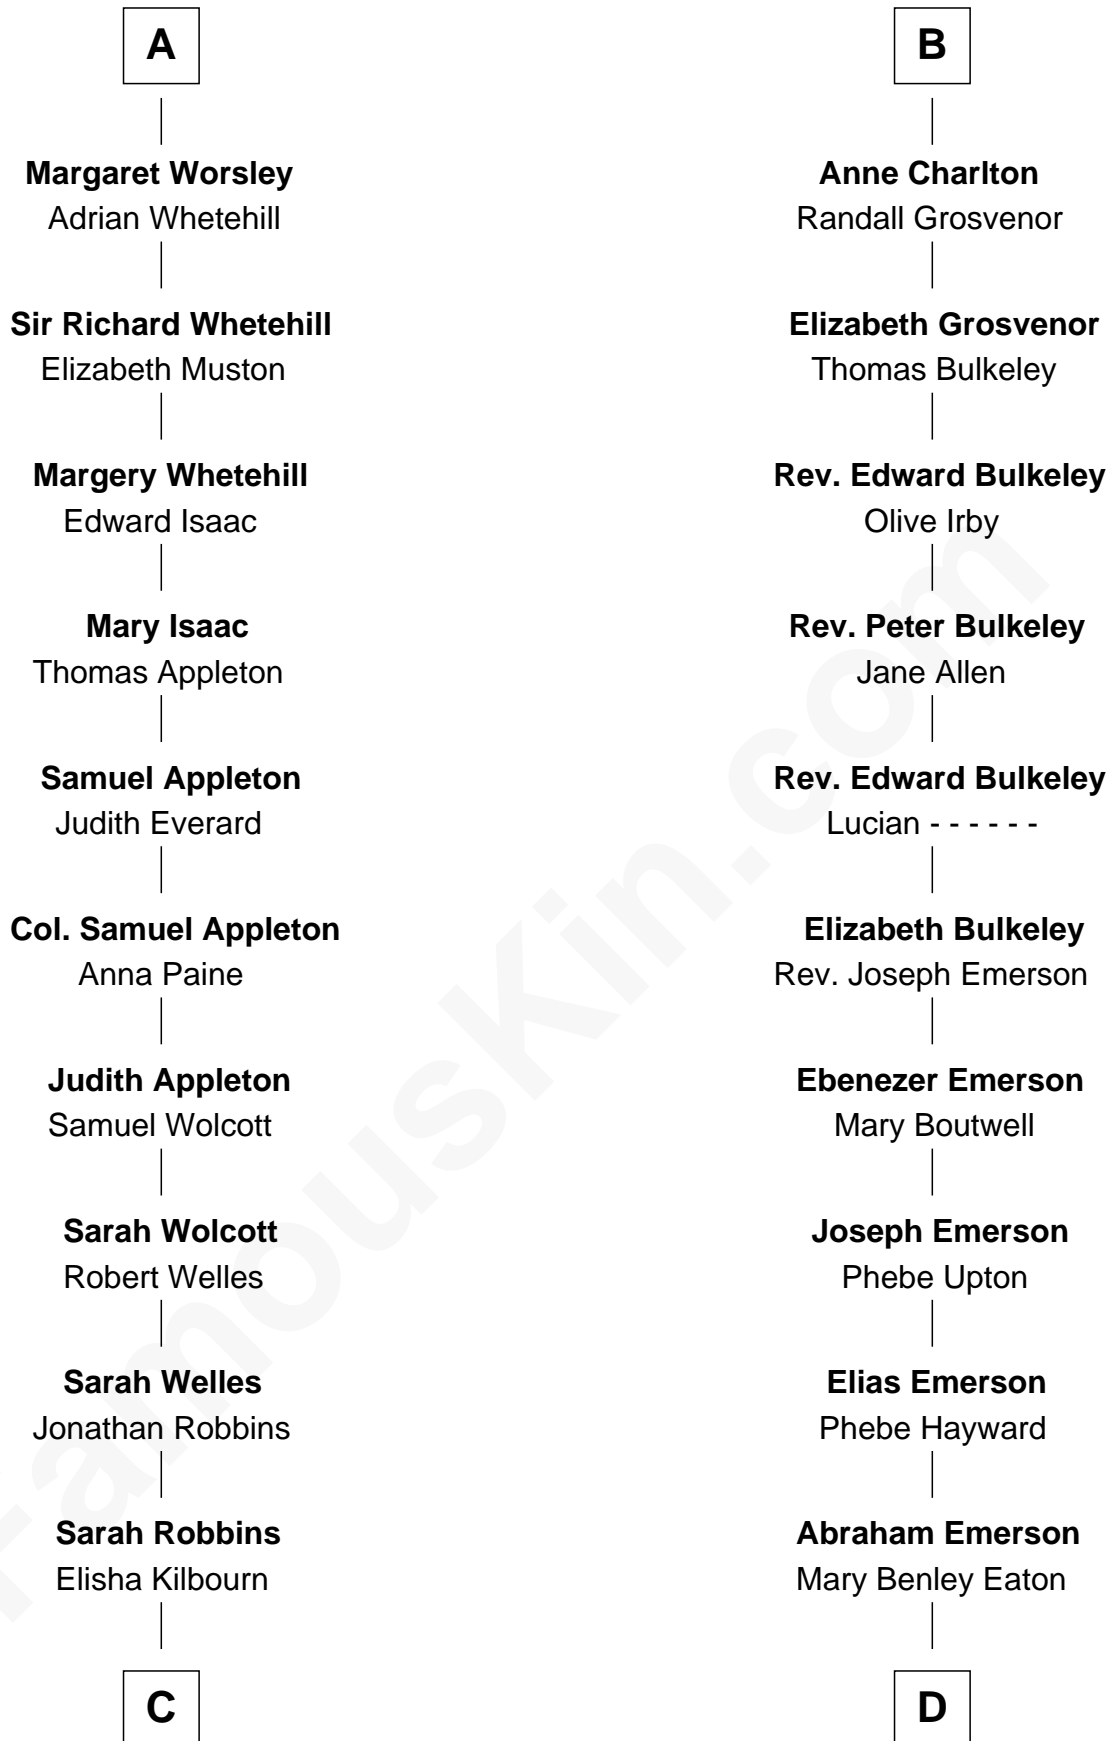 A
Margaret Worsley
Adrian Whetehill
Sir Richard Whetehill
Elizabeth Muston
Margery Whetehill
Edward Isaac
Mary Isaac
Thomas Appleton
Samuel Appleton
Judith Everard
Col. Samuel Appleton
Anna Paine
Judith Appleton
Samuel Wolcott
Sarah Wolcott
Robert Welles
Sarah Welles
Jonathan Robbins
Sarah Robbins
Elisha Kilbourn
C
B
Anne Charlton
Randall Grosvenor
Elizabeth Grosvenor
Thomas Bulkeley
Rev. Edward Bulkeley
Olive Irby
Rev. Peter Bulkeley
Jane Allen
Rev. Edward Bulkeley
Lucian - - - - - -
Elizabeth Bulkeley
Rev. Joseph Emerson
Ebenezer Emerson
Mary Boutwell
Joseph Emerson
Phebe Upton
Elias Emerson
Phebe Hayward
Abraham Emerson
Mary Benley Eaton
D
FamousKin.com